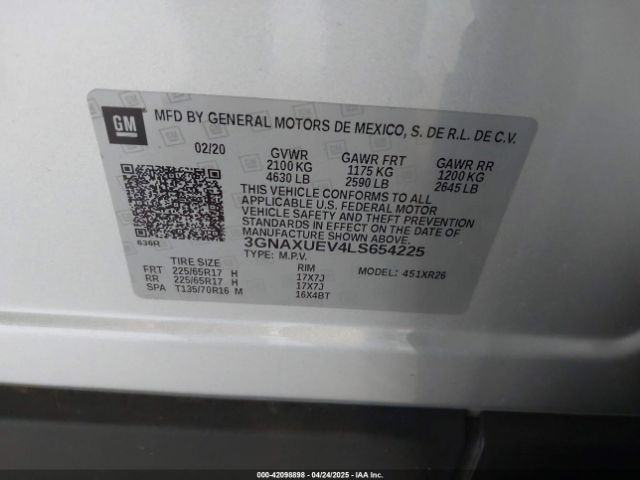 GM
MFD BY GENERAL MOTORS DE MEXICO, S. DE R.L. DE C.V.
02/20 GVWR GAWR FRT GAWR RR
2100 KG 1175 KG 1200 KG
4630 LB 2590 LB 2645 LB
THIS VEHICLE CONFORMS TO ALL
APPLICABLE U.S. FEDERAL MOTOR
VEHICLE SAFETY AND THEFT PREVENTION
STANDARDS IN EFFECT ON THE DATE OF
MANUFACTURE SHOWN ABOVE.
636R 3GNAXUEV4LS654225
TYPE: M.P.V. MODEL: 451XR26
TIRE SIZE RIM
FRT 225/65R17 H 17X7J
RR 225/65R17 H 17X7J
SPA T135/70R16 M 16X4BT
000-42098898 - 04/24/2025 - IAA Inc.